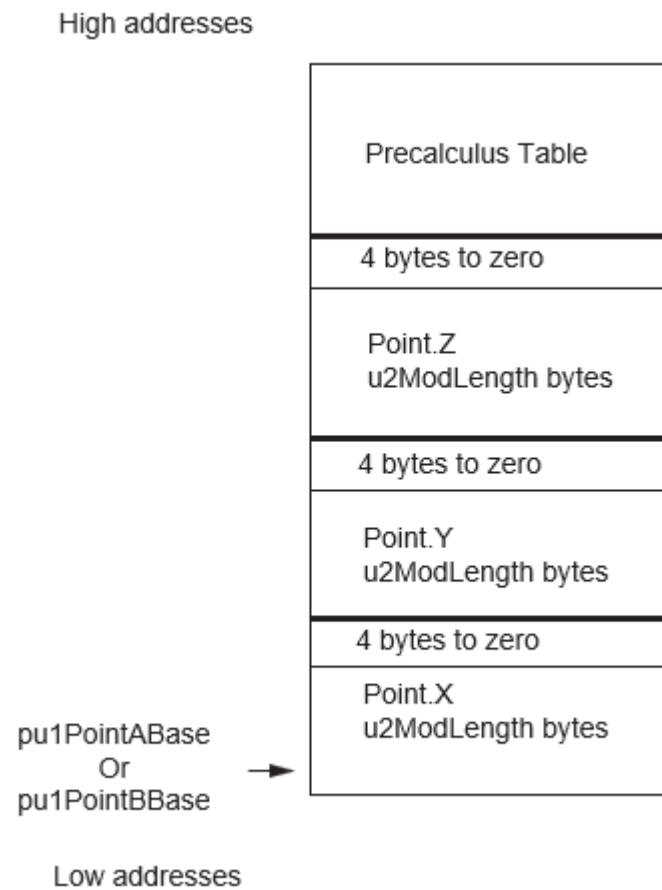 High addresses
Precalculus Table
4 bytes to zero
Point.Z
u2ModLength bytes
4 bytes to zero
Point.Y
u2ModLength bytes
4 bytes to zero
Point.X
u2ModLength bytes
pu1PointABase
Or
pu1PointBBase
Low addresses